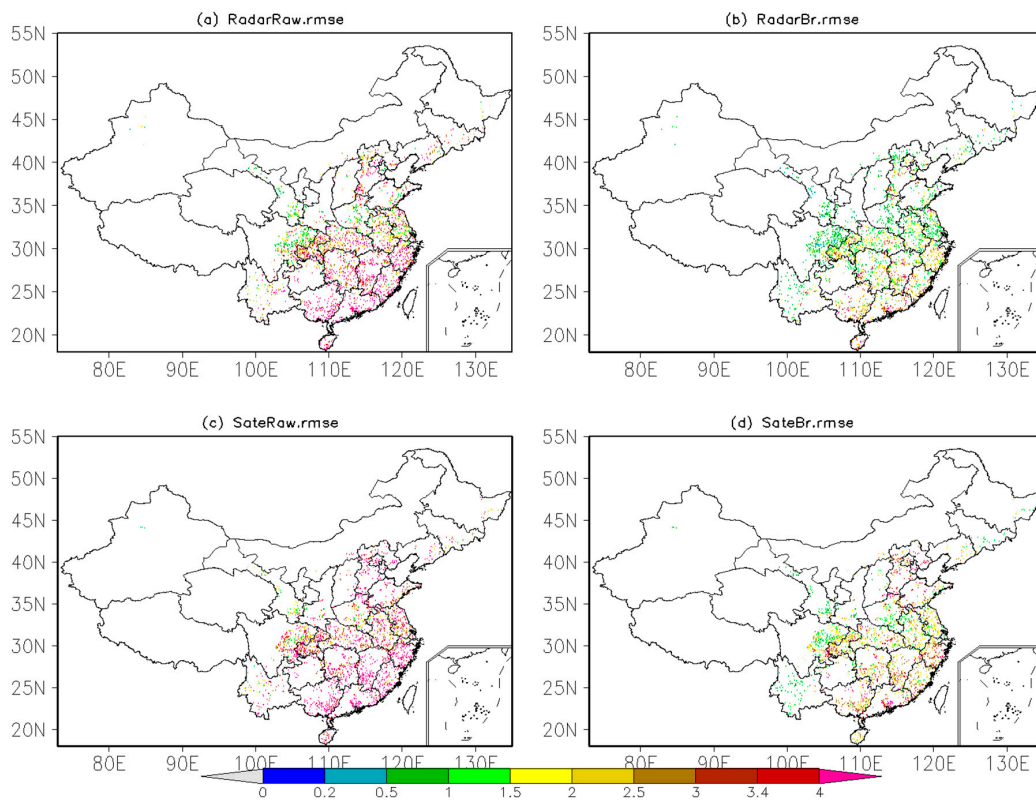 (a) RadarRaw.rmse
(b) RadarBr.rmse
55N 55N
50N 50N
45N 45N
40N 40N
35N 35N
30N 30N
25N 25N
20N 20N
80E 90E 100E 110E 120E 130E 80E 90E 100E 110E 120E 130E
(c) SateRaw.rmse
(d) SateBr.rmse
55N 55N
50N 50N
45N 45N
40N 40N
35N 35N
30N 30N
25N 25N
20N 20N
80E 90E 100E 110E 120E 130E 80E 90E 100E 110E 120E 130E
0 0.2 0.5 1 1.5 2 2.5 3 3.4 4